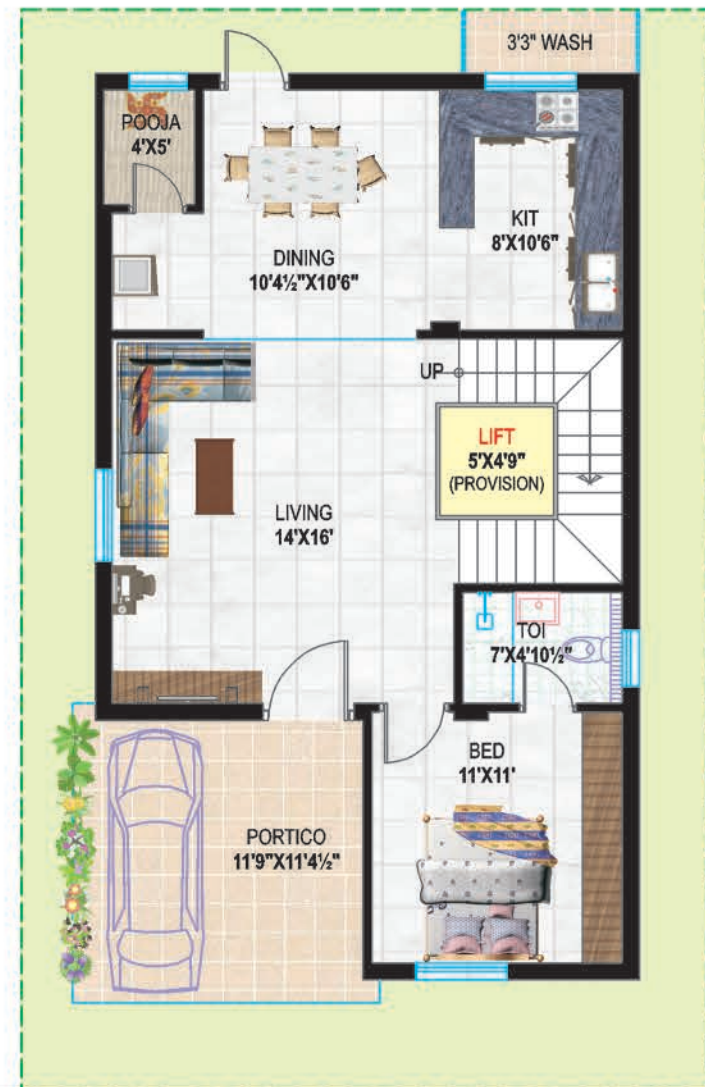 3'3" WASH
POOJA
4'X5'
KIT
8'X10'6"
DINING
10'4½"X10'6"
UP
LIFT
5'X4'9"
(PROVISION)
LIVING
14'X16'
TOI
7'X4'10½"
BED
11'X11'
PORTICO
11'9"X11'4½"